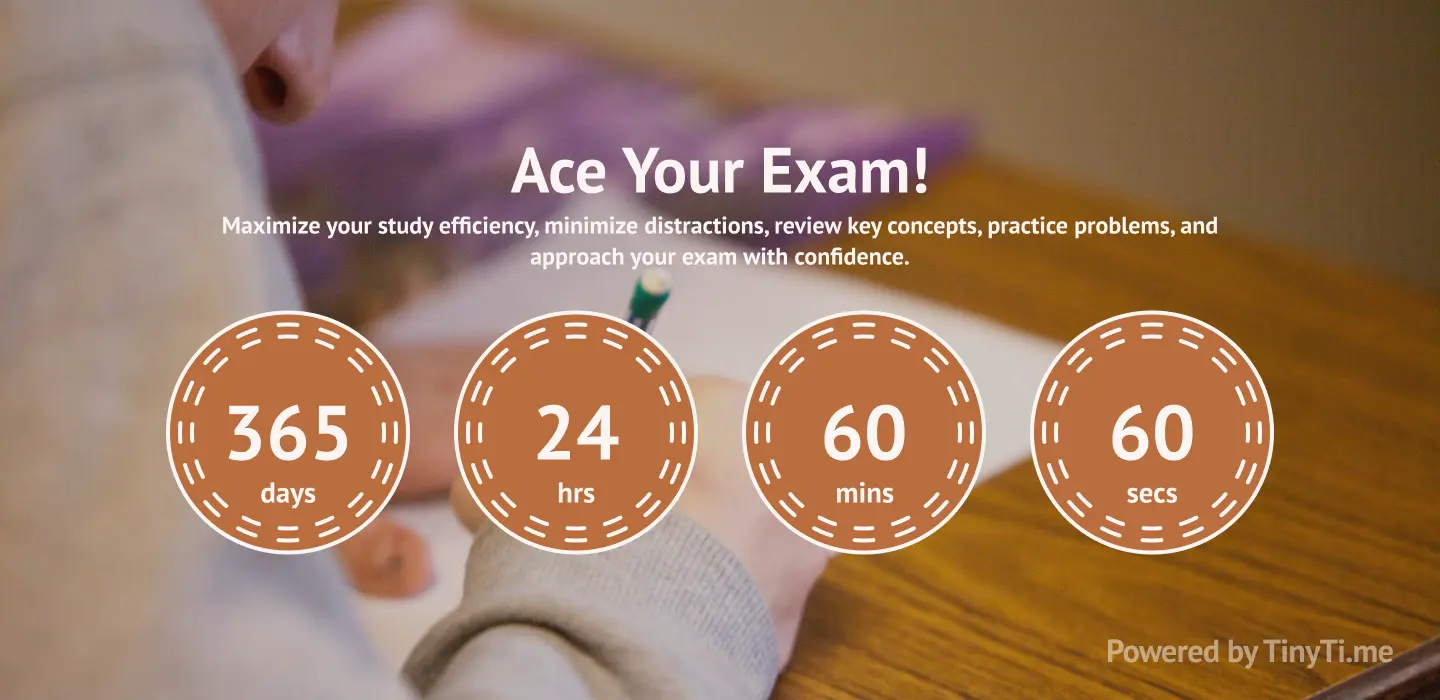 Ace Your Exam!
Maximize your study efficiency, minimize distractions, review key concepts, practice problems, and
approach your exam with confidence.
365
days
24
hrs
60
mins
60
secs
Powered by TinyTi.me